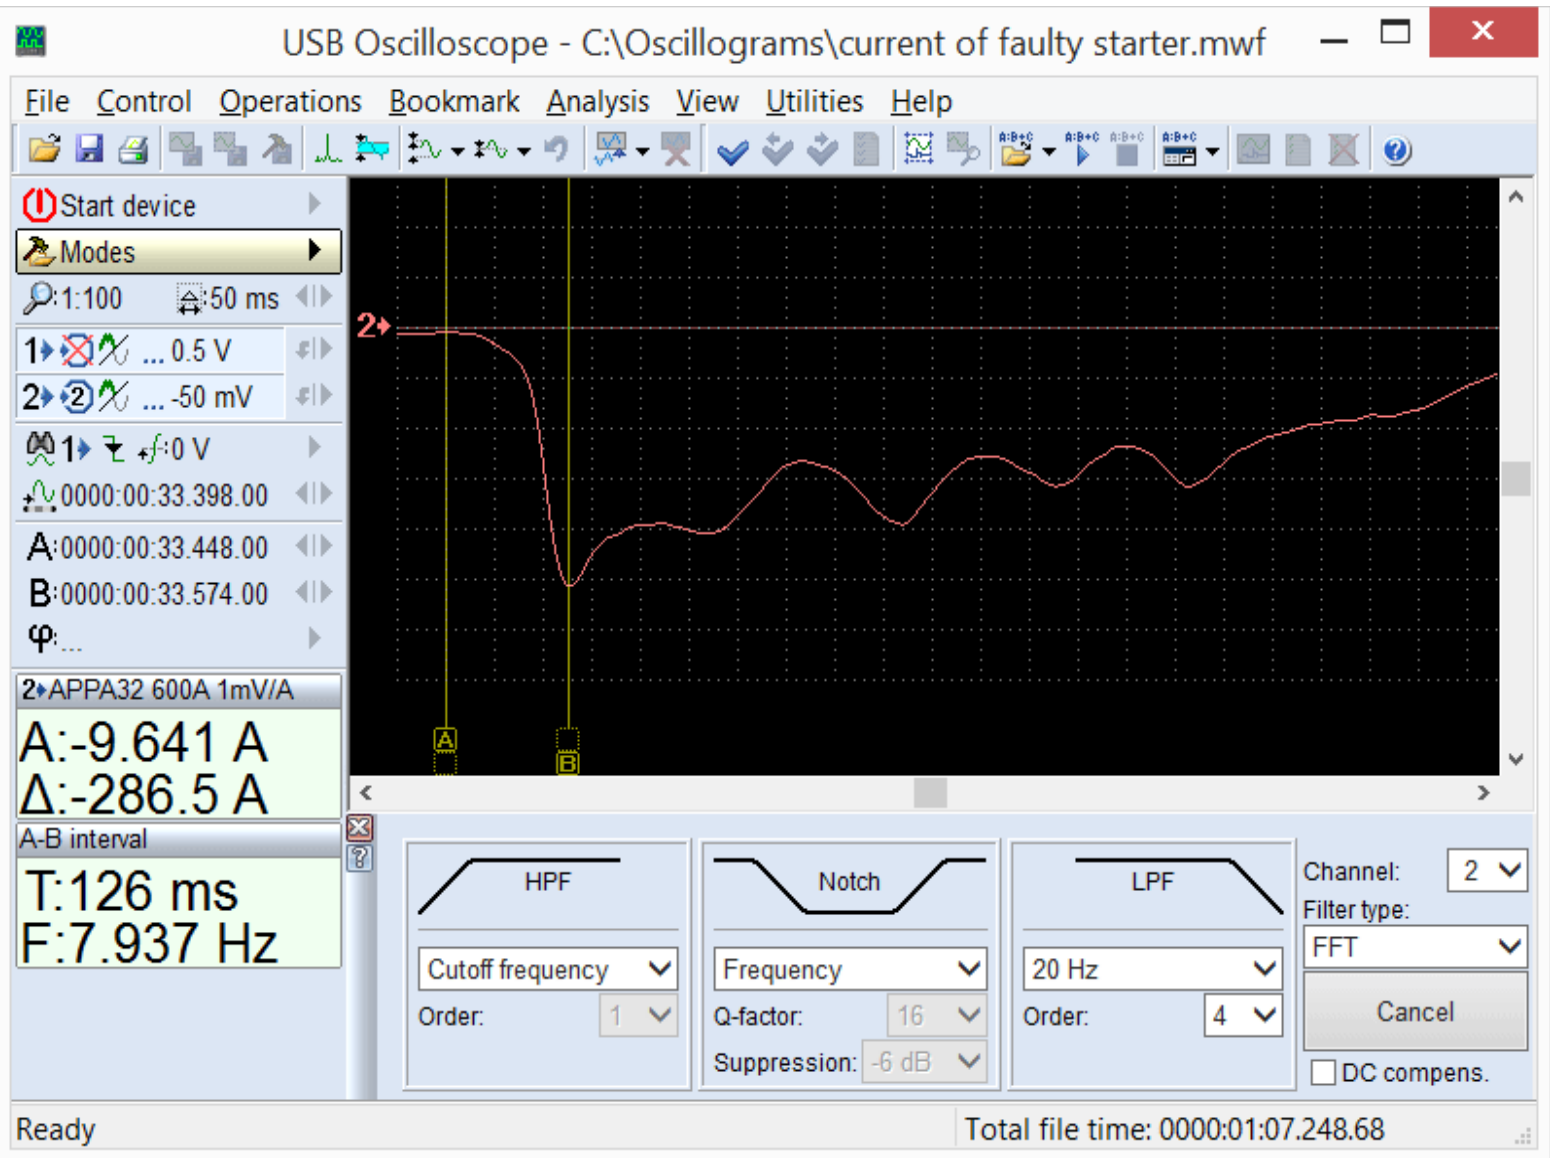 USB Oscilloscope - C:\Oscillograms\current of faulty starter.mwf
File Control Operations Bookmark Analysis View Utilities Help
A:B+C A:B+C A:B+C A:B+C
Start device
Modes
:1:100 :50 ms
1 ... 0.5 V
2 2 ... -50 mV
1 f:0 V
0000:00:33.398.00
A:0000:00:33.448.00
B:0000:00:33.574.00
φ:...
2
A
B
2 APPA32 600A 1mV/A
A:-9.641 A
Δ:-286.5 A
A-B interval
T:126 ms
F:7.937 Hz
HPF
Cutoff frequency
Order: 1
Notch
Frequency
Q-factor: 16
Suppression: -6 dB
LPF
20 Hz
Order: 4
Channel: 2
Filter type:
FFT
Cancel
DC compens.
Ready
Total file time: 0000:01:07.248.68